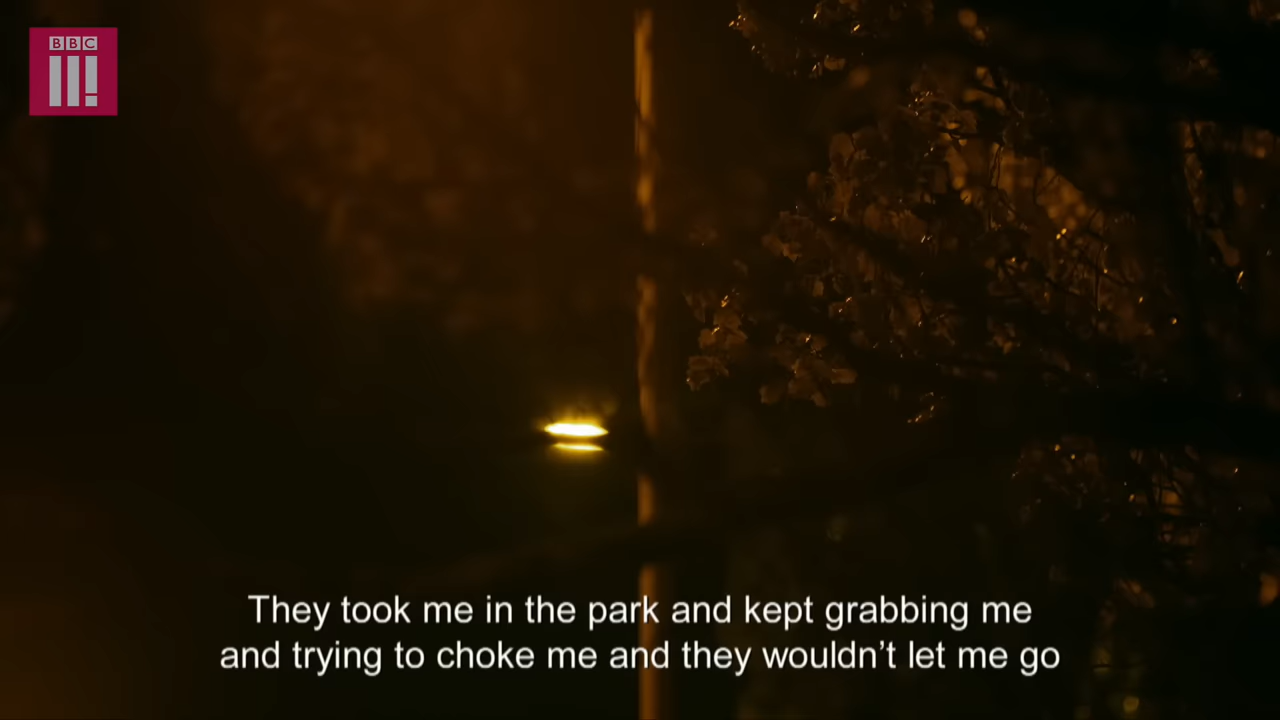 BBC
They took me in the park and kept grabbing me
and trying to choke me and they wouldn't let me go